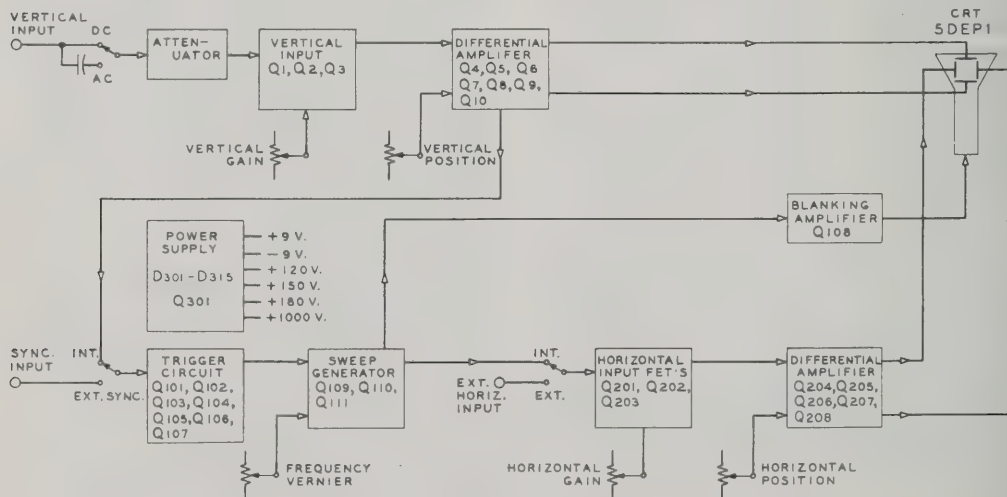 VERTICAL
INPUT
DC
AC
ATTEN-
UATOR
VERTICAL
INPUT
Q1, Q2, Q3
VERTICAL
GAIN
DIFFERENTIAL
AMPLIFER
Q4, Q5, Q6
Q7, Q8, Q9,
Q10
VERTICAL
POSITION
CRT
5DEP1
BLANKING
AMPLIFIER
Q108
POWER
SUPPLY
D301-D315
Q301
+9 V.
-9 V.
+120 V.
+150 V.
+180 V.
+1000 V.
SYNC.
INPUT
INT.
EXT. SYNC.
TRIGGER
CIRCUIT
Q101, Q102,
Q103, Q104,
Q105, Q106,
Q107
SWEEP
GENERATOR
Q109, Q110,
Q111
FREQUENCY
VERNIER
INT.
EXT.
HORIZ.
INPUT
EXT.
HORIZONTAL
INPUT FET'S
Q201, Q202,
Q203
HORIZONTAL
GAIN
DIFFERENTIAL
AMPLIFIER
Q204, Q205,
Q206, Q207,
Q208
HORIZONTAL
POSITION